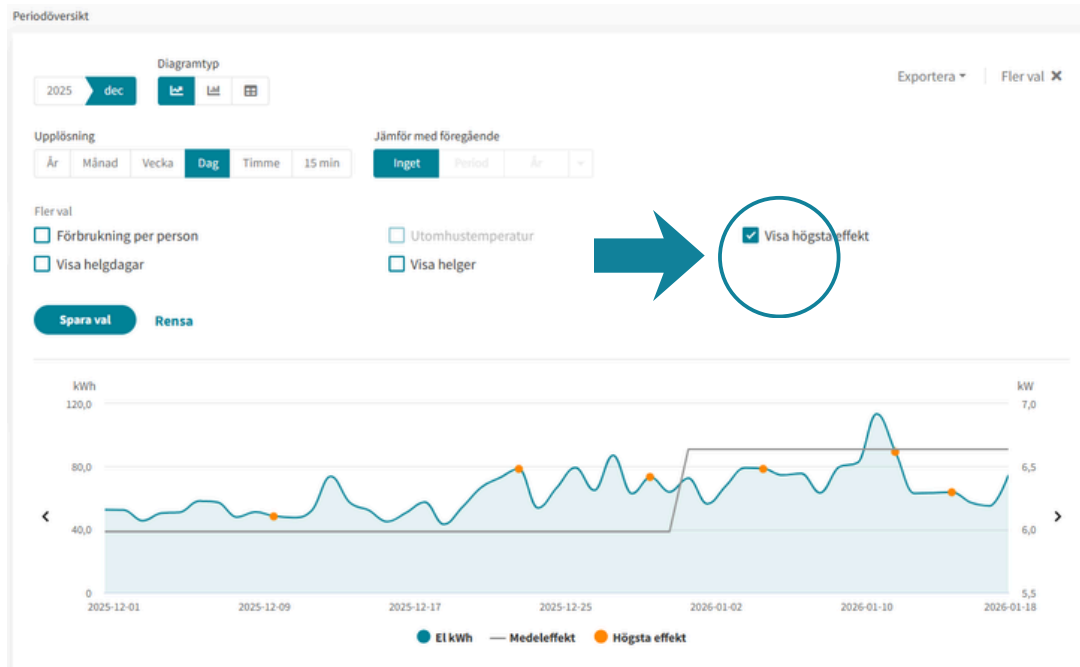 Periodöversikt
Diagramtyp
2025 dec
Exportera Fler val
Upplösning
År Månad Vecka Dag Timme 15 min
Jämför med föregående
Inget Period År
Fler val
Förbrukning per person
Utomhustemperatur
Visa högsta effekt
Visa helgdagar
Visa helger
Spara val Rensa
kWh kW
120,0 7,0
80,0 6,5
40,0 6,0
0 5,5
2025-12-01 2025-12-09 2025-12-17 2025-12-25 2026-01-02 2026-01-10 2026-01-18
El kWh Medeleffekt Högsta effekt